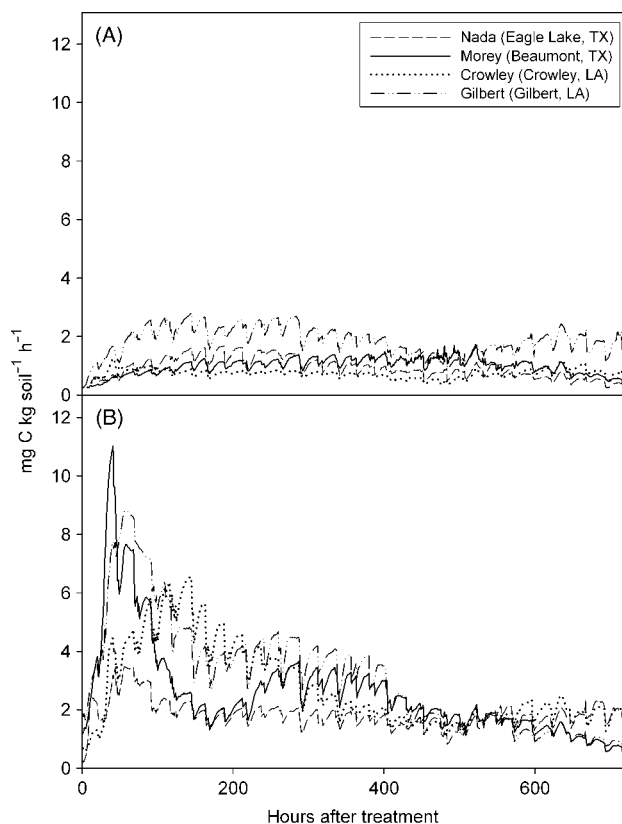 (A)
Nada (Eagle Lake, TX)
Morey (Beaumont, TX)
Crowley (Crowley, LA)
Gilbert (Gilbert, LA)
12
10
8
6
4
2
0
mg C kg soil⁻¹ h⁻¹
(B)
12
10
8
6
4
2
0
0 200 400 600
Hours after treatment